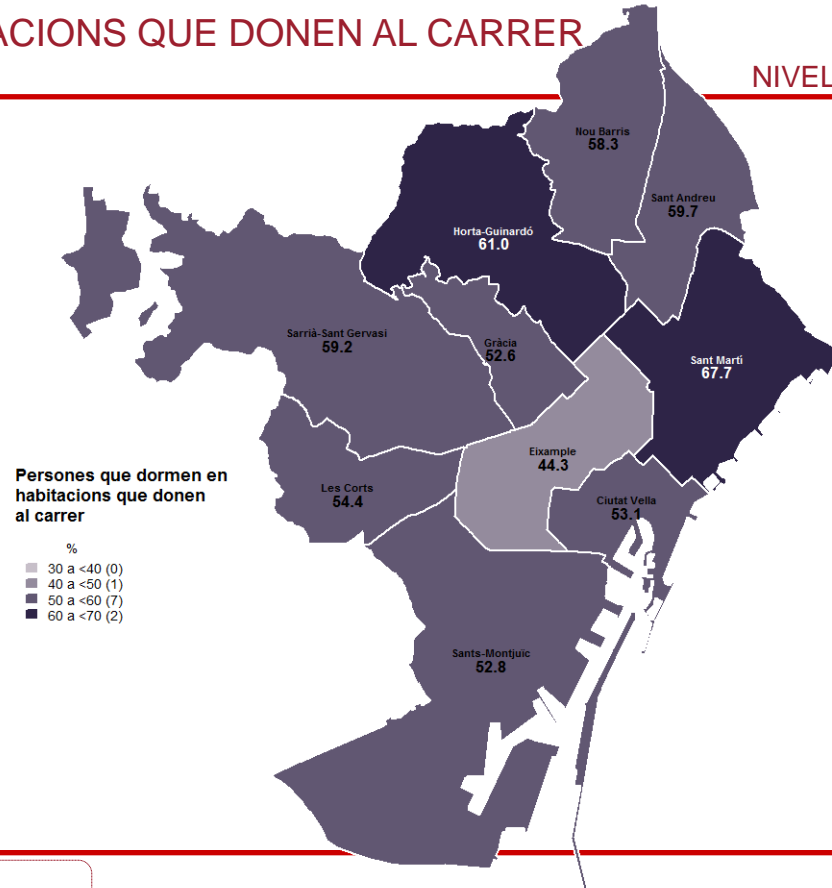 ACIONS QUE DONEN AL CARRER
NIVEL
Nou Barris
58.3
Sant Andreu
59.7
Horta-Guinardó
61.0
Sarrià-Sant Gervasi
59.2
Gràcia
52.6
Sant Martí
67.7
Eixample
44.3
Les Corts
54.4
Ciutat Vella
53.1
Sants-Montjuïc
52.8
Persones que dormen en
habitacions que donen
al carrer
%
30 a <40 (0)
40 a <50 (1)
50 a <60 (7)
60 a <70 (2)